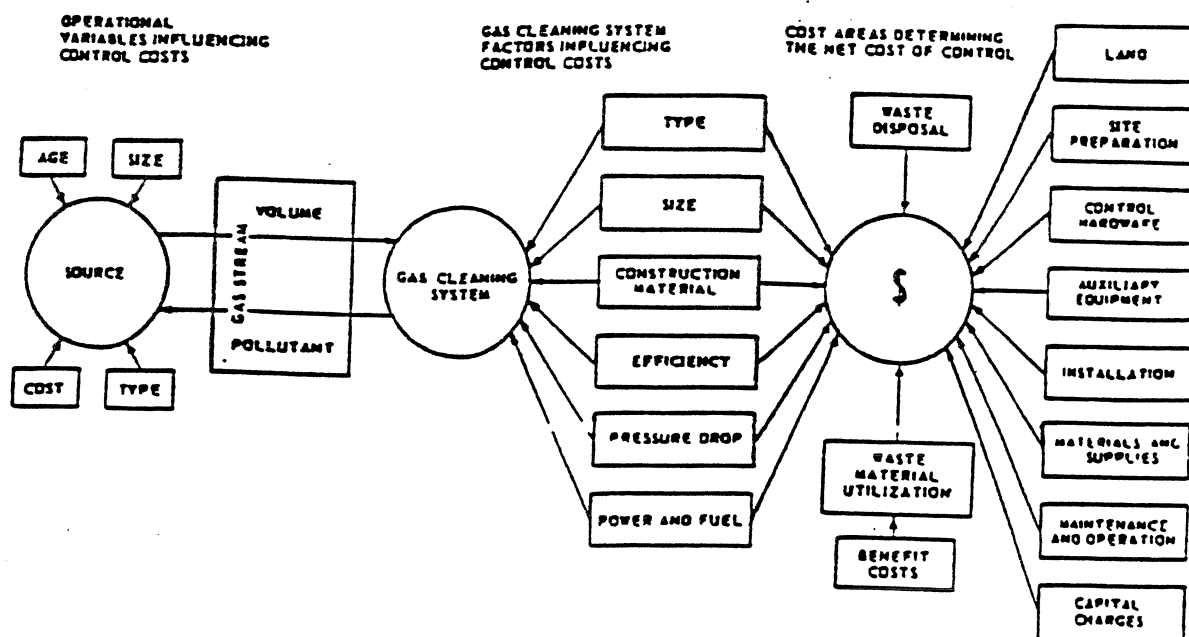 OPERATIONAL
VARIABLES INFLUENCING
CONTROL COSTS
GAS CLEANING SYSTEM
FACTORS INFLUENCING
CONTROL COSTS
COST AREAS DETERMINING
THE NET COST OF CONTROL
AGE
SIZE
SOURCE
COST
TYPE
VOLUME
GAS STREAM
POLLUTANT
GAS CLEANING
SYSTEM
TYPE
SIZE
CONSTRUCTION
MATERIAL
EFFICIENCY
PRESSURE DROP
POWER AND FUEL
WASTE
DISPOSAL
$
WASTE
MATERIAL
UTILIZATION
BENEFIT
COSTS
LAND
SITE
PREPARATION
CONTROL
HARDWARE
AUXILIARY
EQUIPMENT
INSTALLATION
MATERIALS AND
SUPPLIES
MAINTENANCE
AND OPERATION
CAPITAL
CHARGES